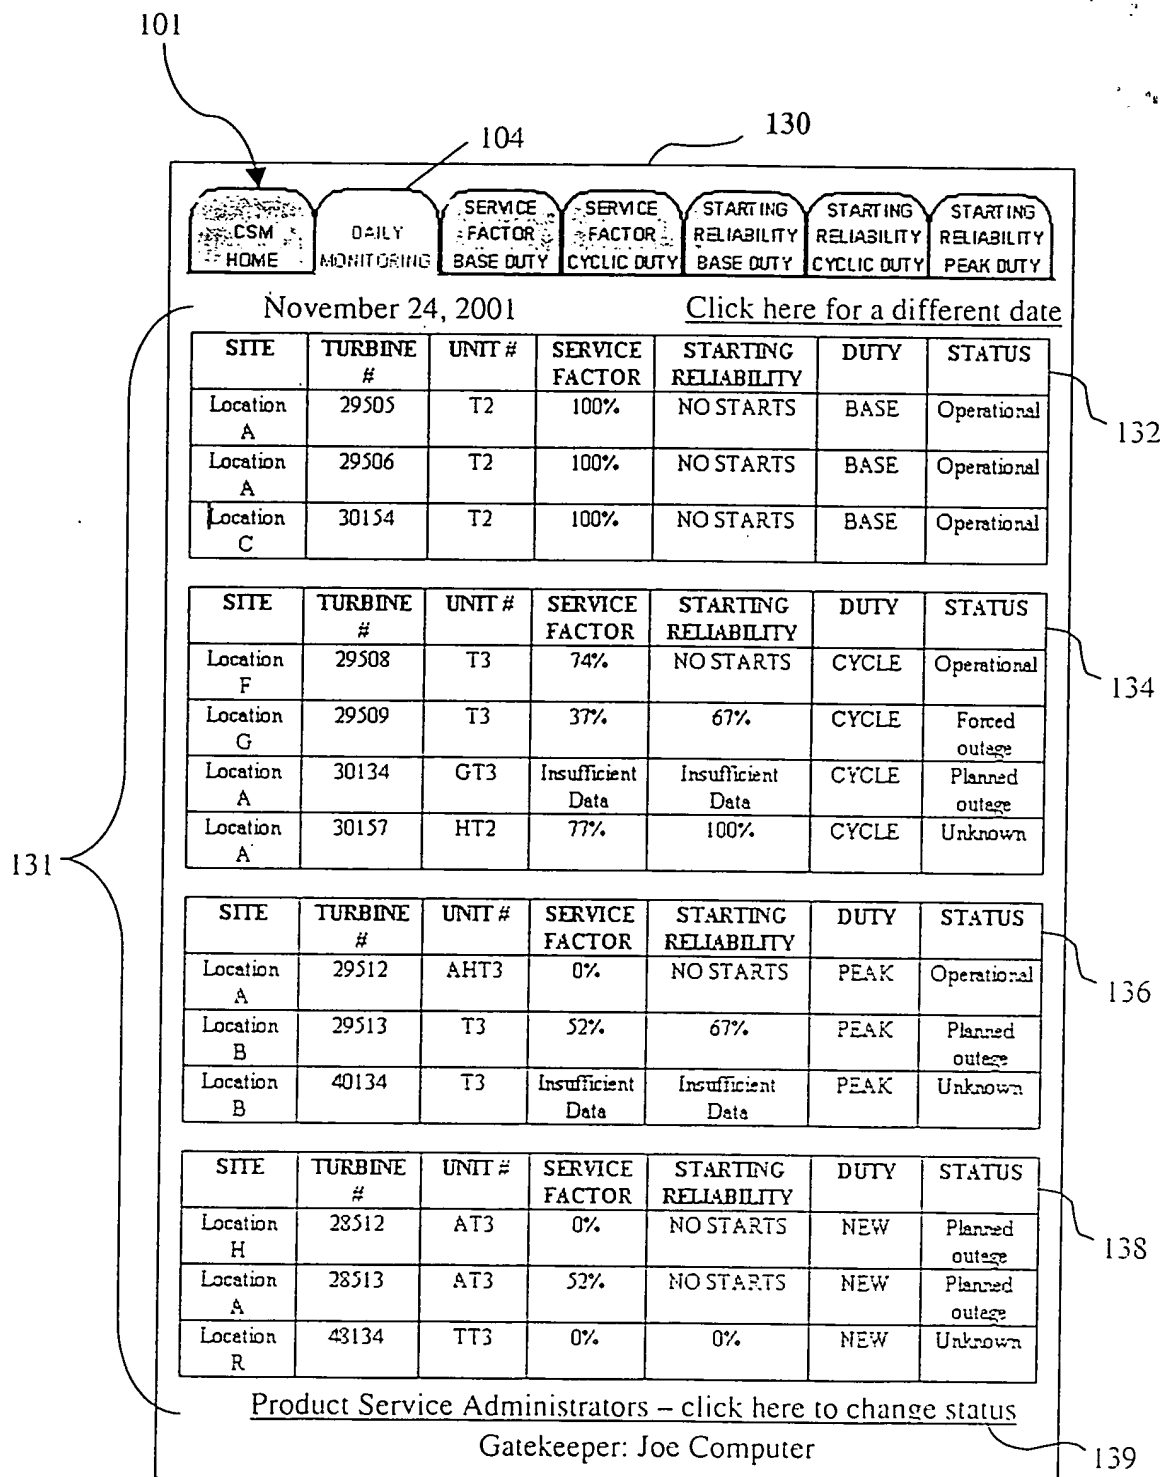 101
104
130
CSM HOME
DAILY MONITORING
SERVICE FACTOR BASE DUTY
SERVICE FACTOR CYCLIC DUTY
STARTING RELIABILITY BASE DUTY
STARTING RELIABILITY CYCLIC DUTY
STARTING RELIABILITY PEAK DUTY
November 24, 2001 Click here for a different date
SITE TURBINE # UNIT # SERVICE FACTOR STARTING RELIABILITY DUTY STATUS
Location A 29505 T2 100% NO STARTS BASE Operational
132
Location A 29506 T2 100% NO STARTS BASE Operational
Location C 30154 T2 100% NO STARTS BASE Operational
SITE TURBINE # UNIT # SERVICE FACTOR STARTING RELIABILITY DUTY STATUS
Location F 29508 T3 74% NO STARTS CYCLE Operational
134
Location G 29509 T3 37% 67% CYCLE Forced outage
Location A 30134 GT3 Insufficient Data Insufficient Data CYCLE Planned outage
Location A 30157 HT2 77% 100% CYCLE Unknown
131
SITE TURBINE # UNIT # SERVICE FACTOR STARTING RELIABILITY DUTY STATUS
Location A 29512 AHT3 0% NO STARTS PEAK Operational
136
Location B 29513 T3 52% 67% PEAK Planned outage
Location B 40134 T3 Insufficient Data Insufficient Data PEAK Unknown
SITE TURBINE # UNIT # SERVICE FACTOR STARTING RELIABILITY DUTY STATUS
Location H 28512 AT3 0% NO STARTS NEW Planned outage
138
Location A 28513 AT3 52% NO STARTS NEW Planned outage
Location R 43134 TT3 0% 0% NEW Unknown
Product Service Administrators – click here to change status
Gatekeeper: Joe Computer
139